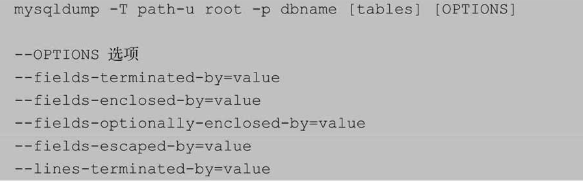 mysqldump -T path-u root -p dbname [tables] [OPTIONS]
--OPTIONS 选项
--fields-terminated-by=value
--fields-enclosed-by=value
--fields-optionally-enclosed-by=value
--fields-escaped-by=value
--lines-terminated-by=value